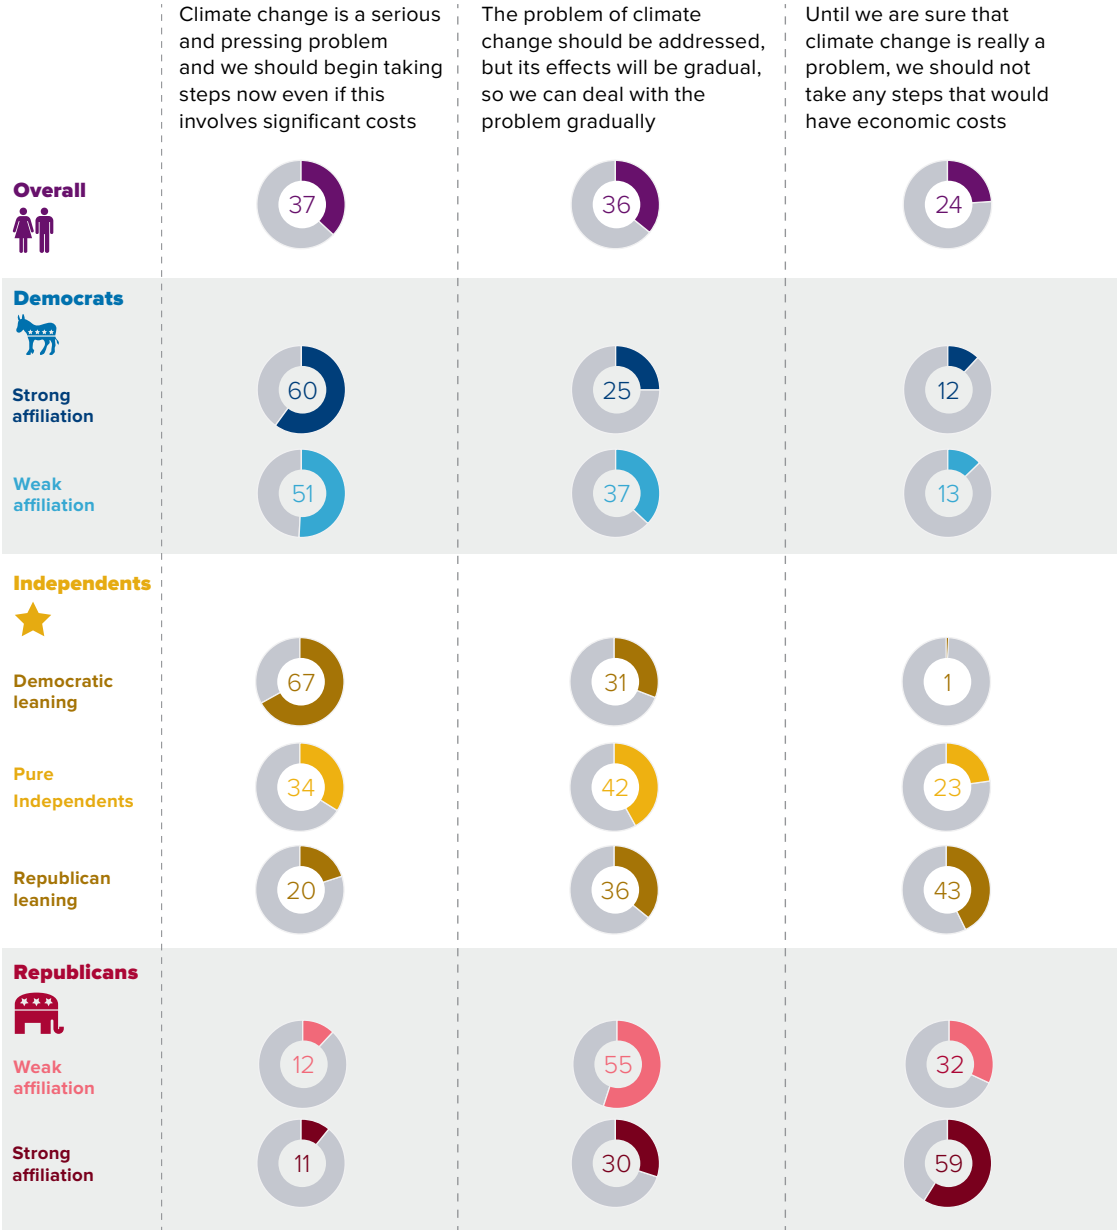 Climate change is a serious
and pressing problem
and we should begin taking
steps now even if this
involves significant costs
The problem of climate
change should be addressed,
but its effects will be gradual,
so we can deal with the
problem gradually
Until we are sure that
climate change is really a
problem, we should not
take any steps that would
have economic costs
Overall
37
36
24
Democrats
Strong
affiliation
60
25
12
Weak
affiliation
51
37
13
Independents
Democratic
leaning
67
31
1
Pure
Independents
34
42
23
Republican
leaning
20
36
43
Republicans
Weak
affiliation
12
55
32
Strong
affiliation
11
30
59